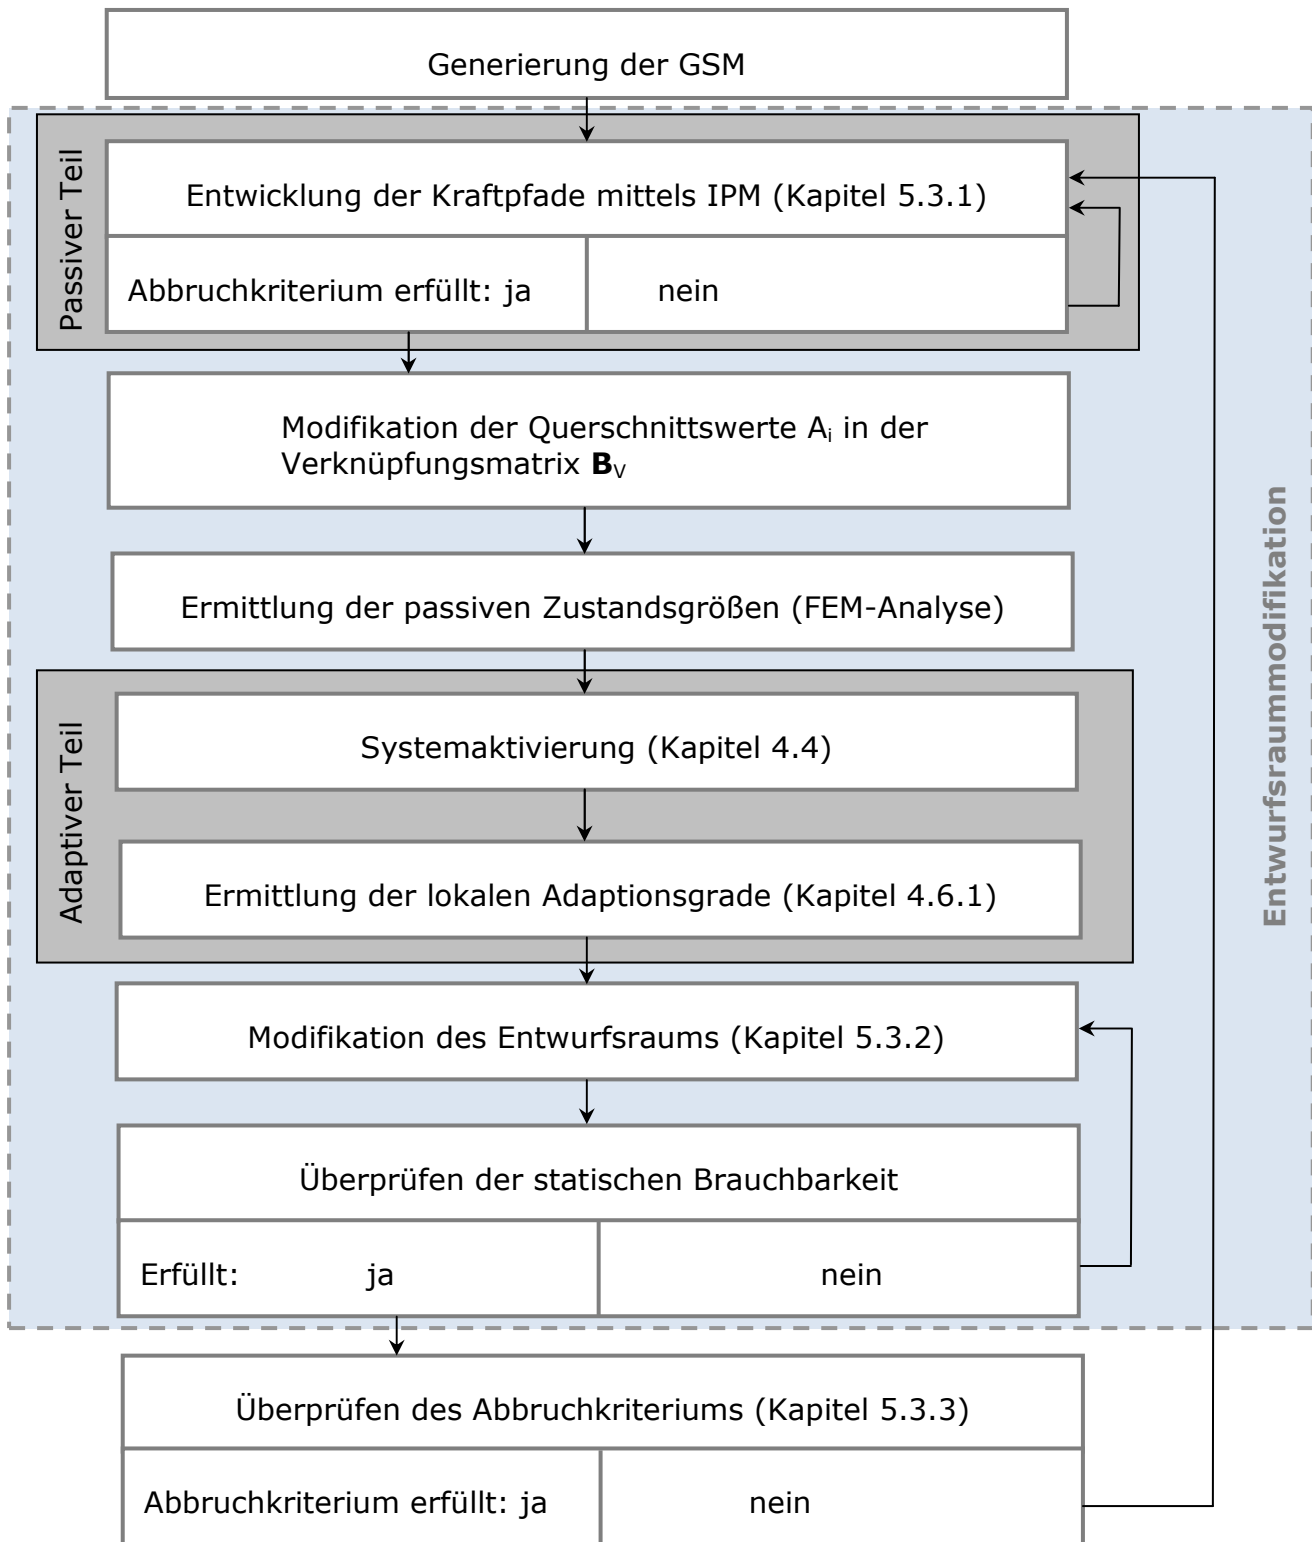 Generierung der GSM
Passiver Teil
Entwicklung der Kraftpfade mittels IPM (Kapitel 5.3.1)
Abbruchkriterium erfüllt: ja
nein
Modifikation der Querschnittswerte Ai in der
Verknüpfungsmatrix BV
Ermittlung der passiven Zustandsgrößen (FEM-Analyse)
Entwurfsraummodifikation
Adaptiver Teil
Systemaktivierung (Kapitel 4.4)
Ermittlung der lokalen Adaptionsgrade (Kapitel 4.6.1)
Modifikation des Entwurfsraums (Kapitel 5.3.2)
Überprüfen der statischen Brauchbarkeit
Erfüllt: ja
nein
Überprüfen des Abbruchkriteriums (Kapitel 5.3.3)
Abbruchkriterium erfüllt: ja
nein